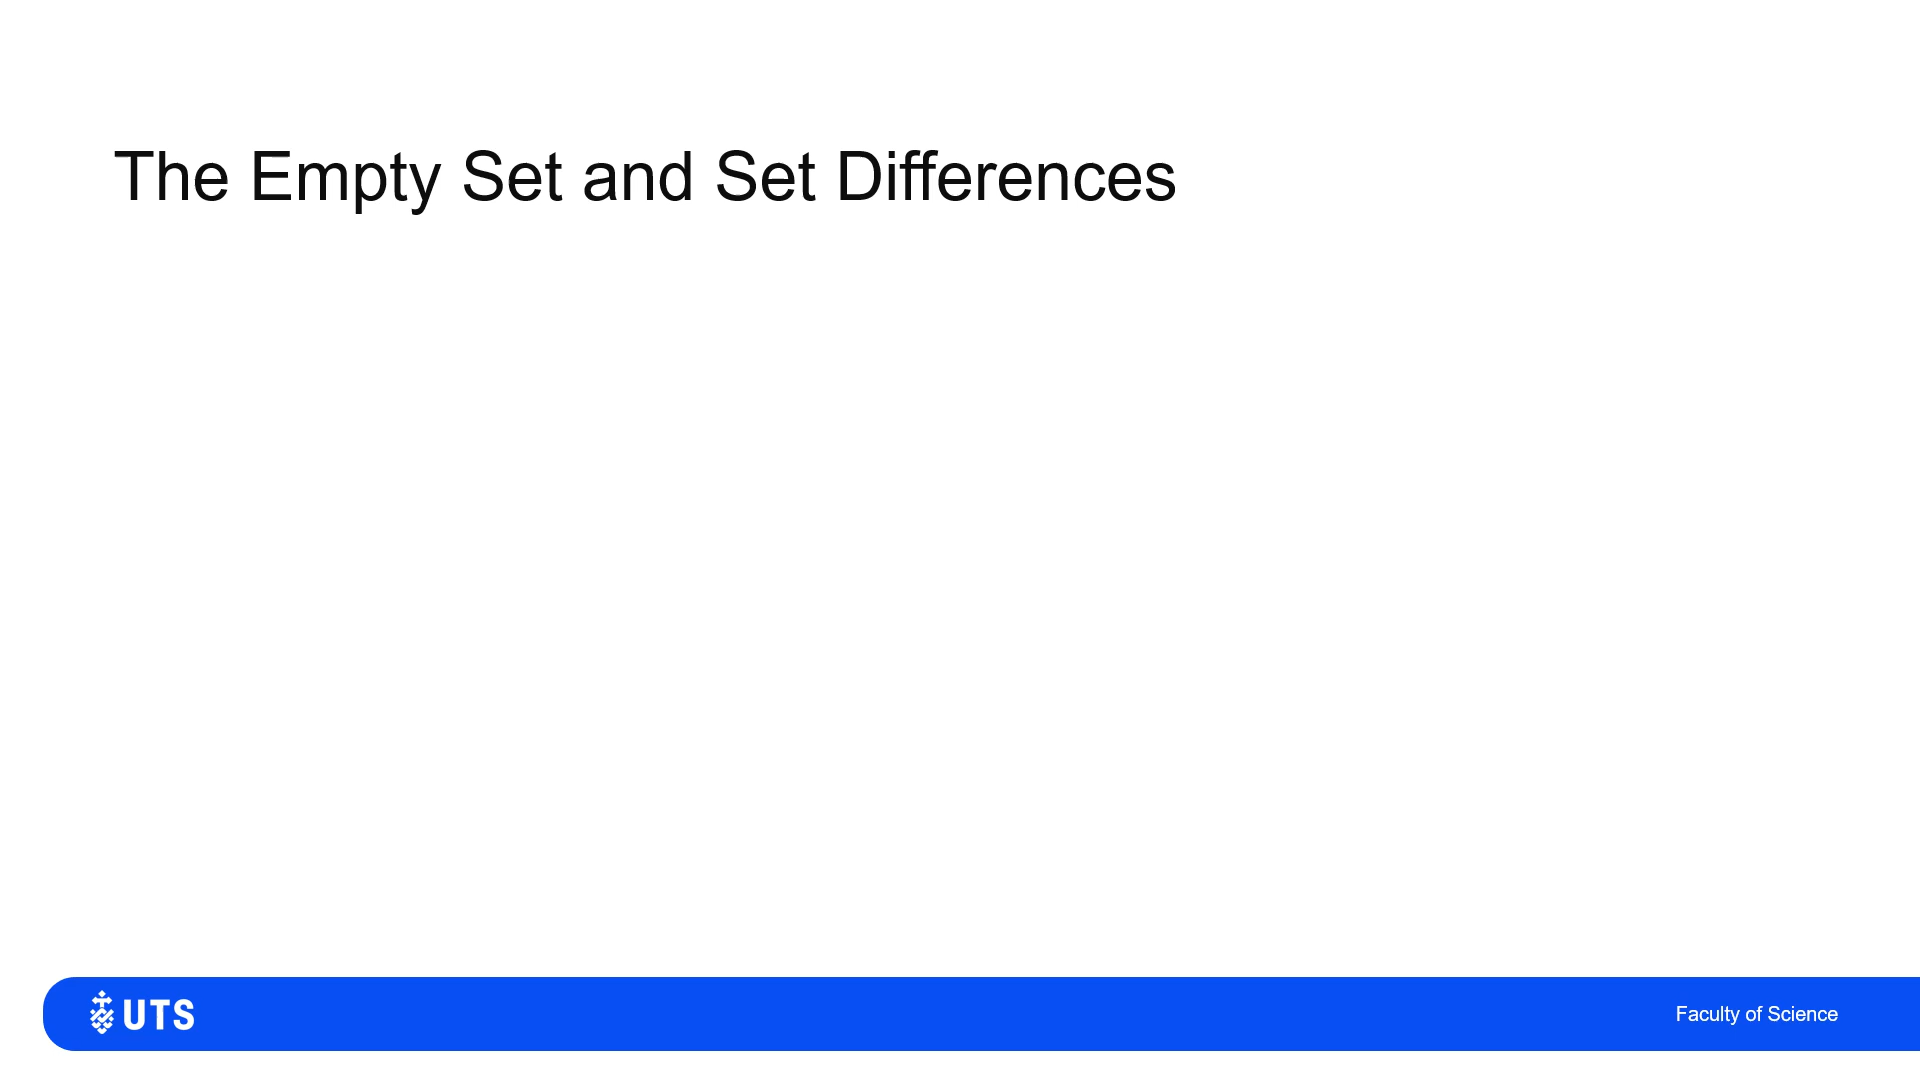 The Empty Set and Set Differences
UTS
Faculty of Science